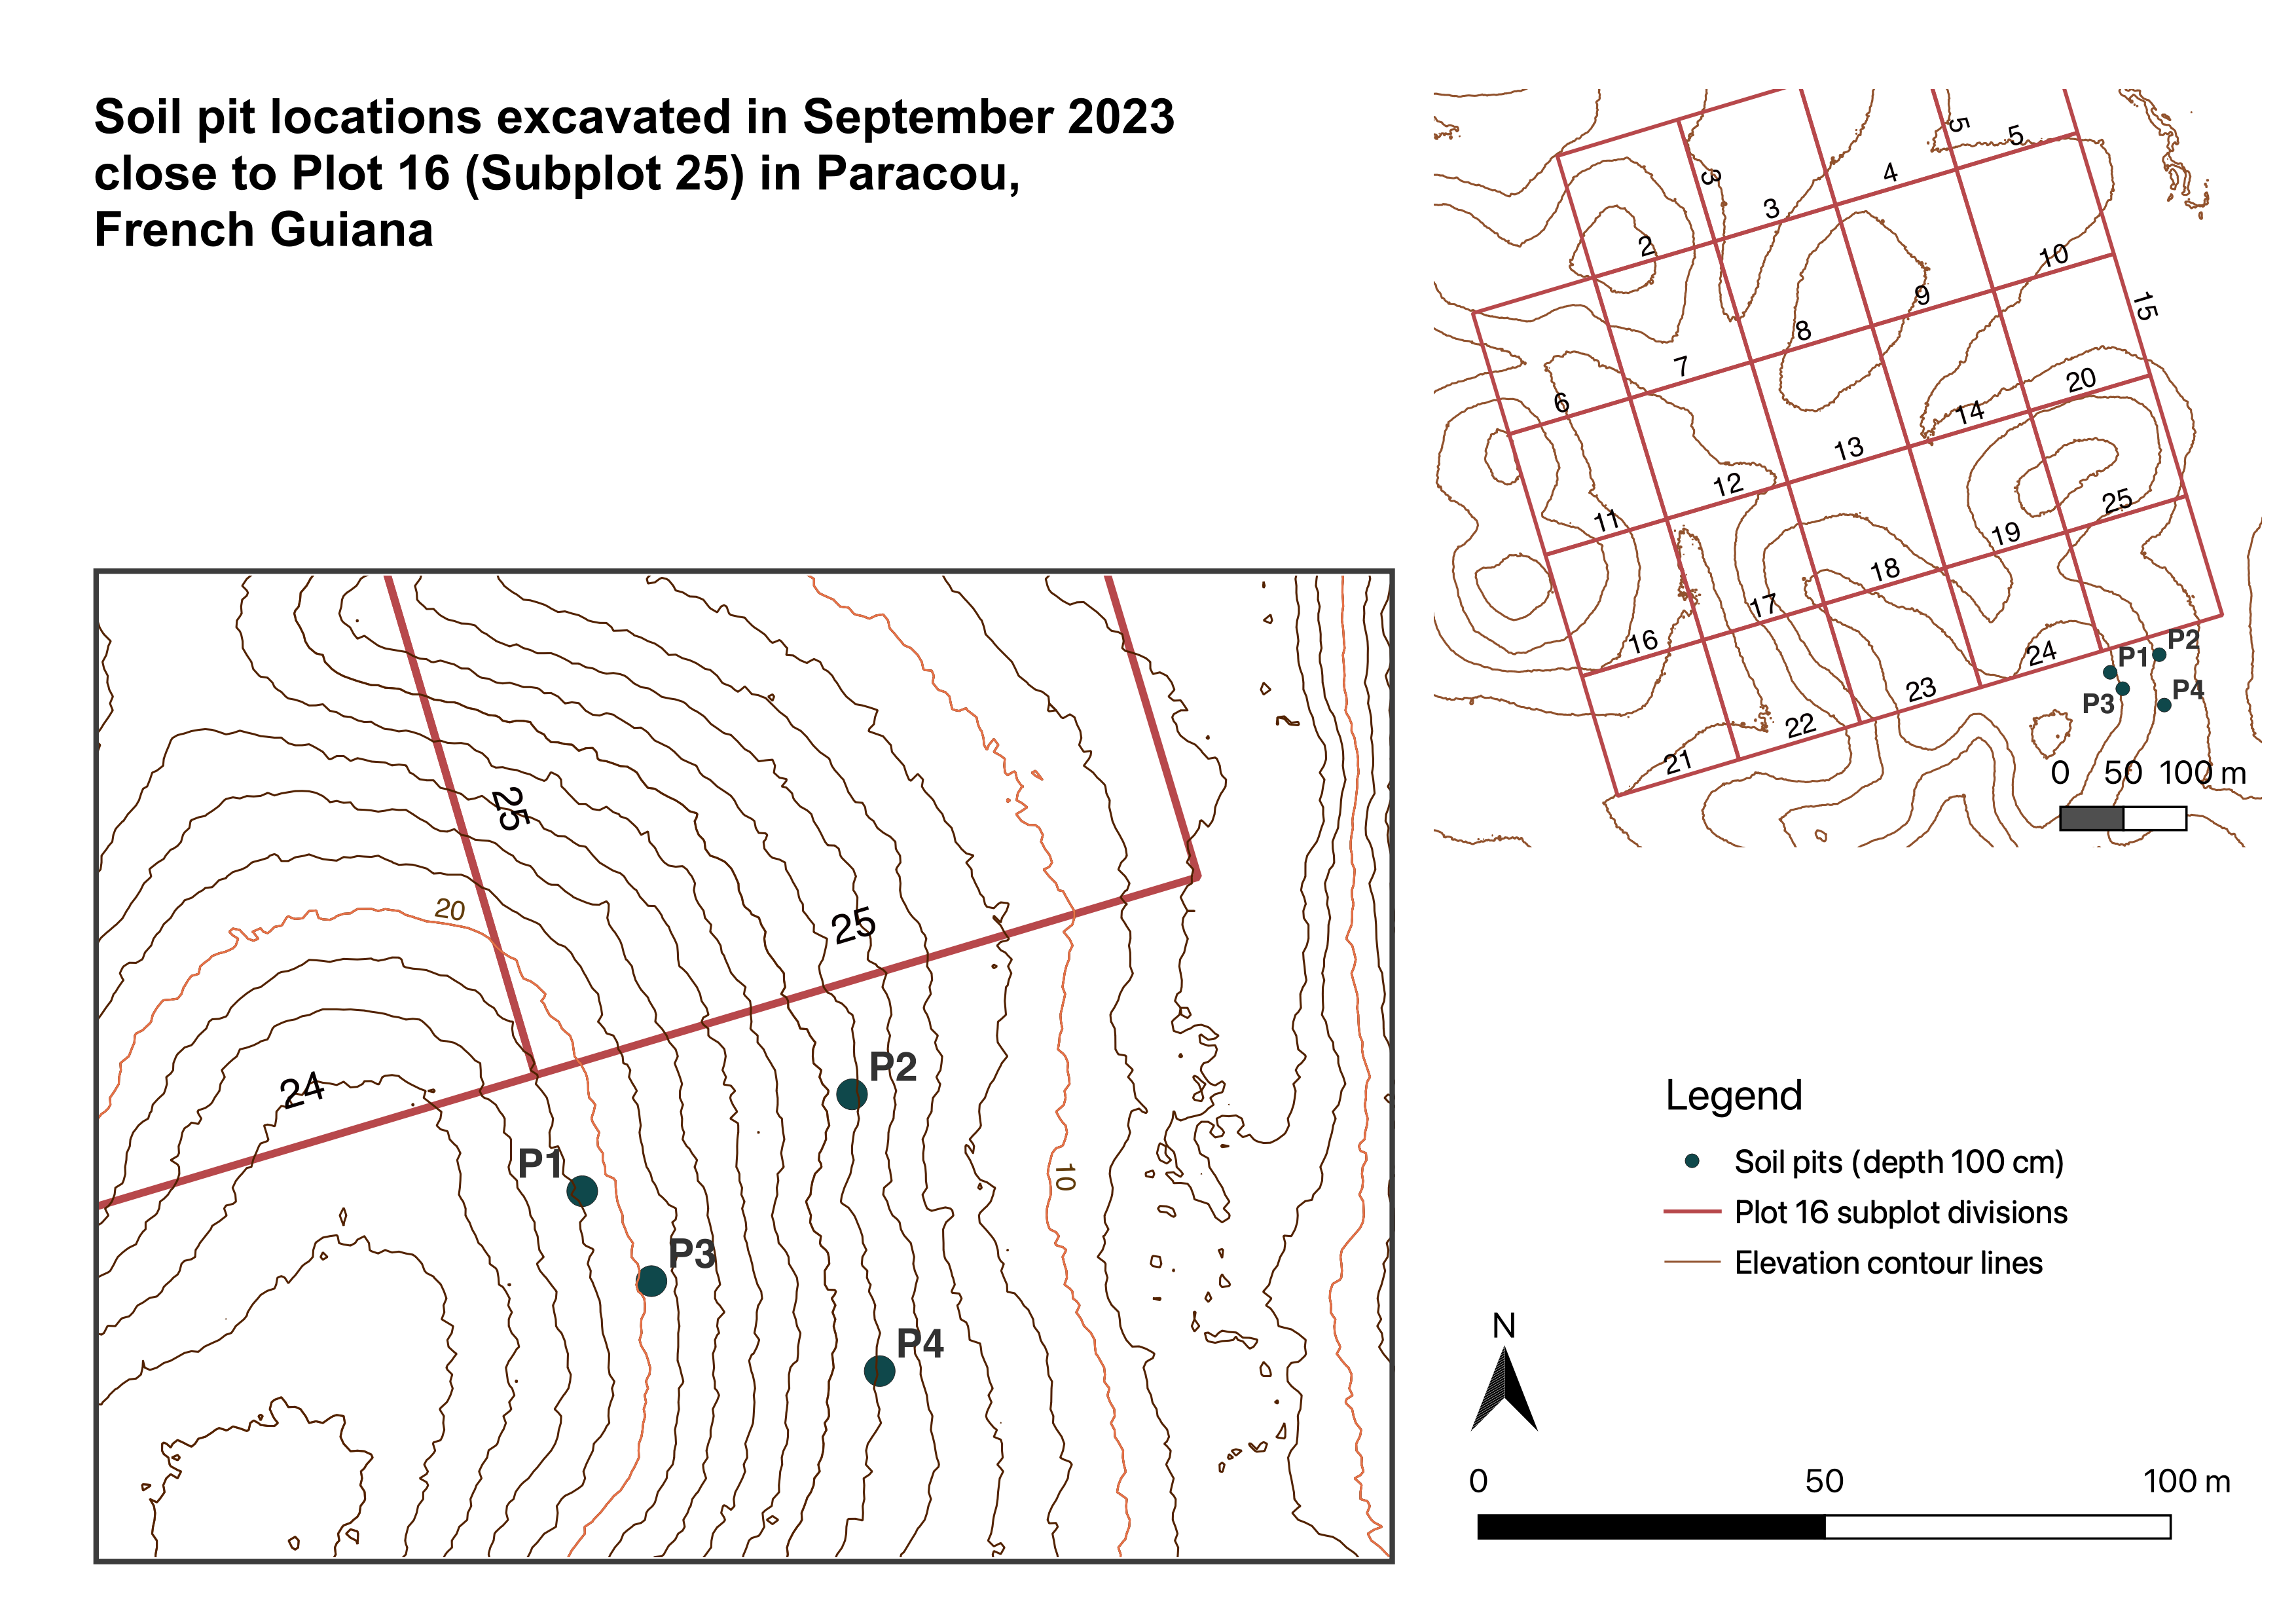 Soil pit locations excavated in September 2023
close to Plot 16 (Subplot 25) in Paracou,
French Guiana
5
5
4
3
3
2
10
9
15
8
7
20
6
14
13
12
25
11
19
18
17
16
24
P2
P1
P4
P3
23
22
21
0 50 100 m
25
20
25
24
P2
P1
10
P3
P4
Legend
Soil pits (depth 100 cm)
Plot 16 subplot divisions
Elevation contour lines
N
0 50 100 m